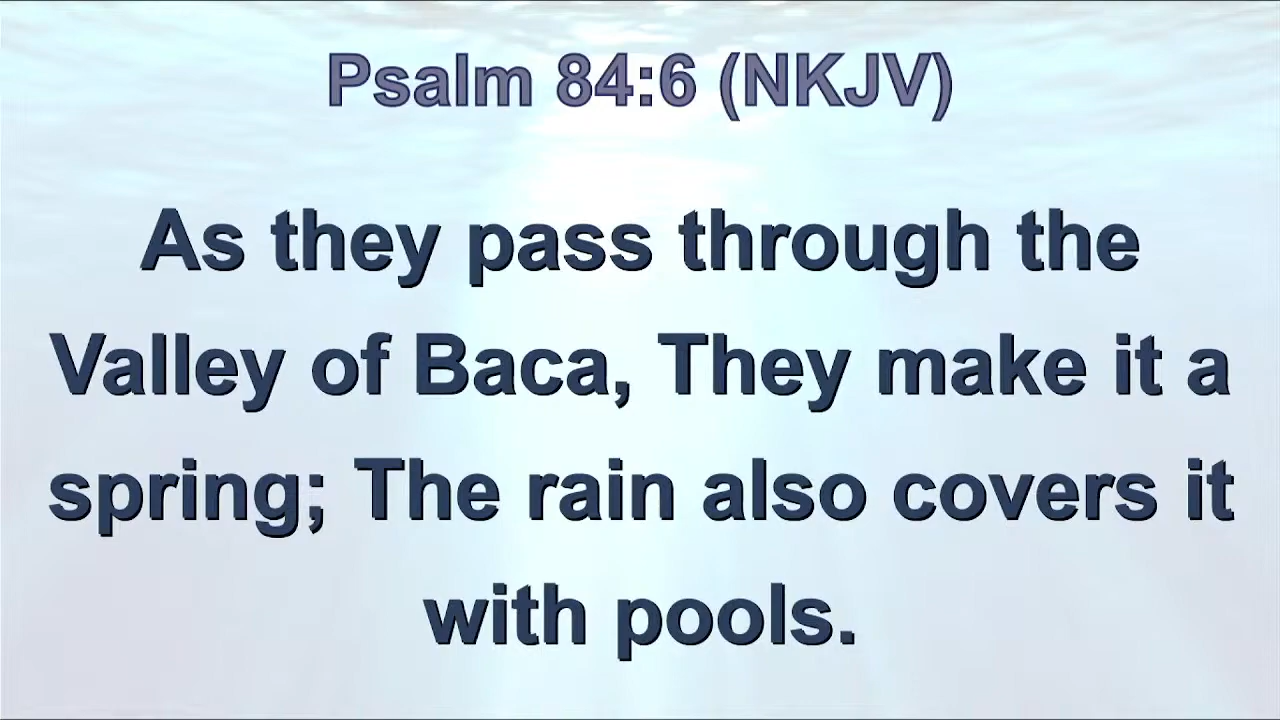 Psalm 84:6 (NKJV)
As they pass through the
Valley of Baca, They make it a
spring; The rain also covers it
with pools.